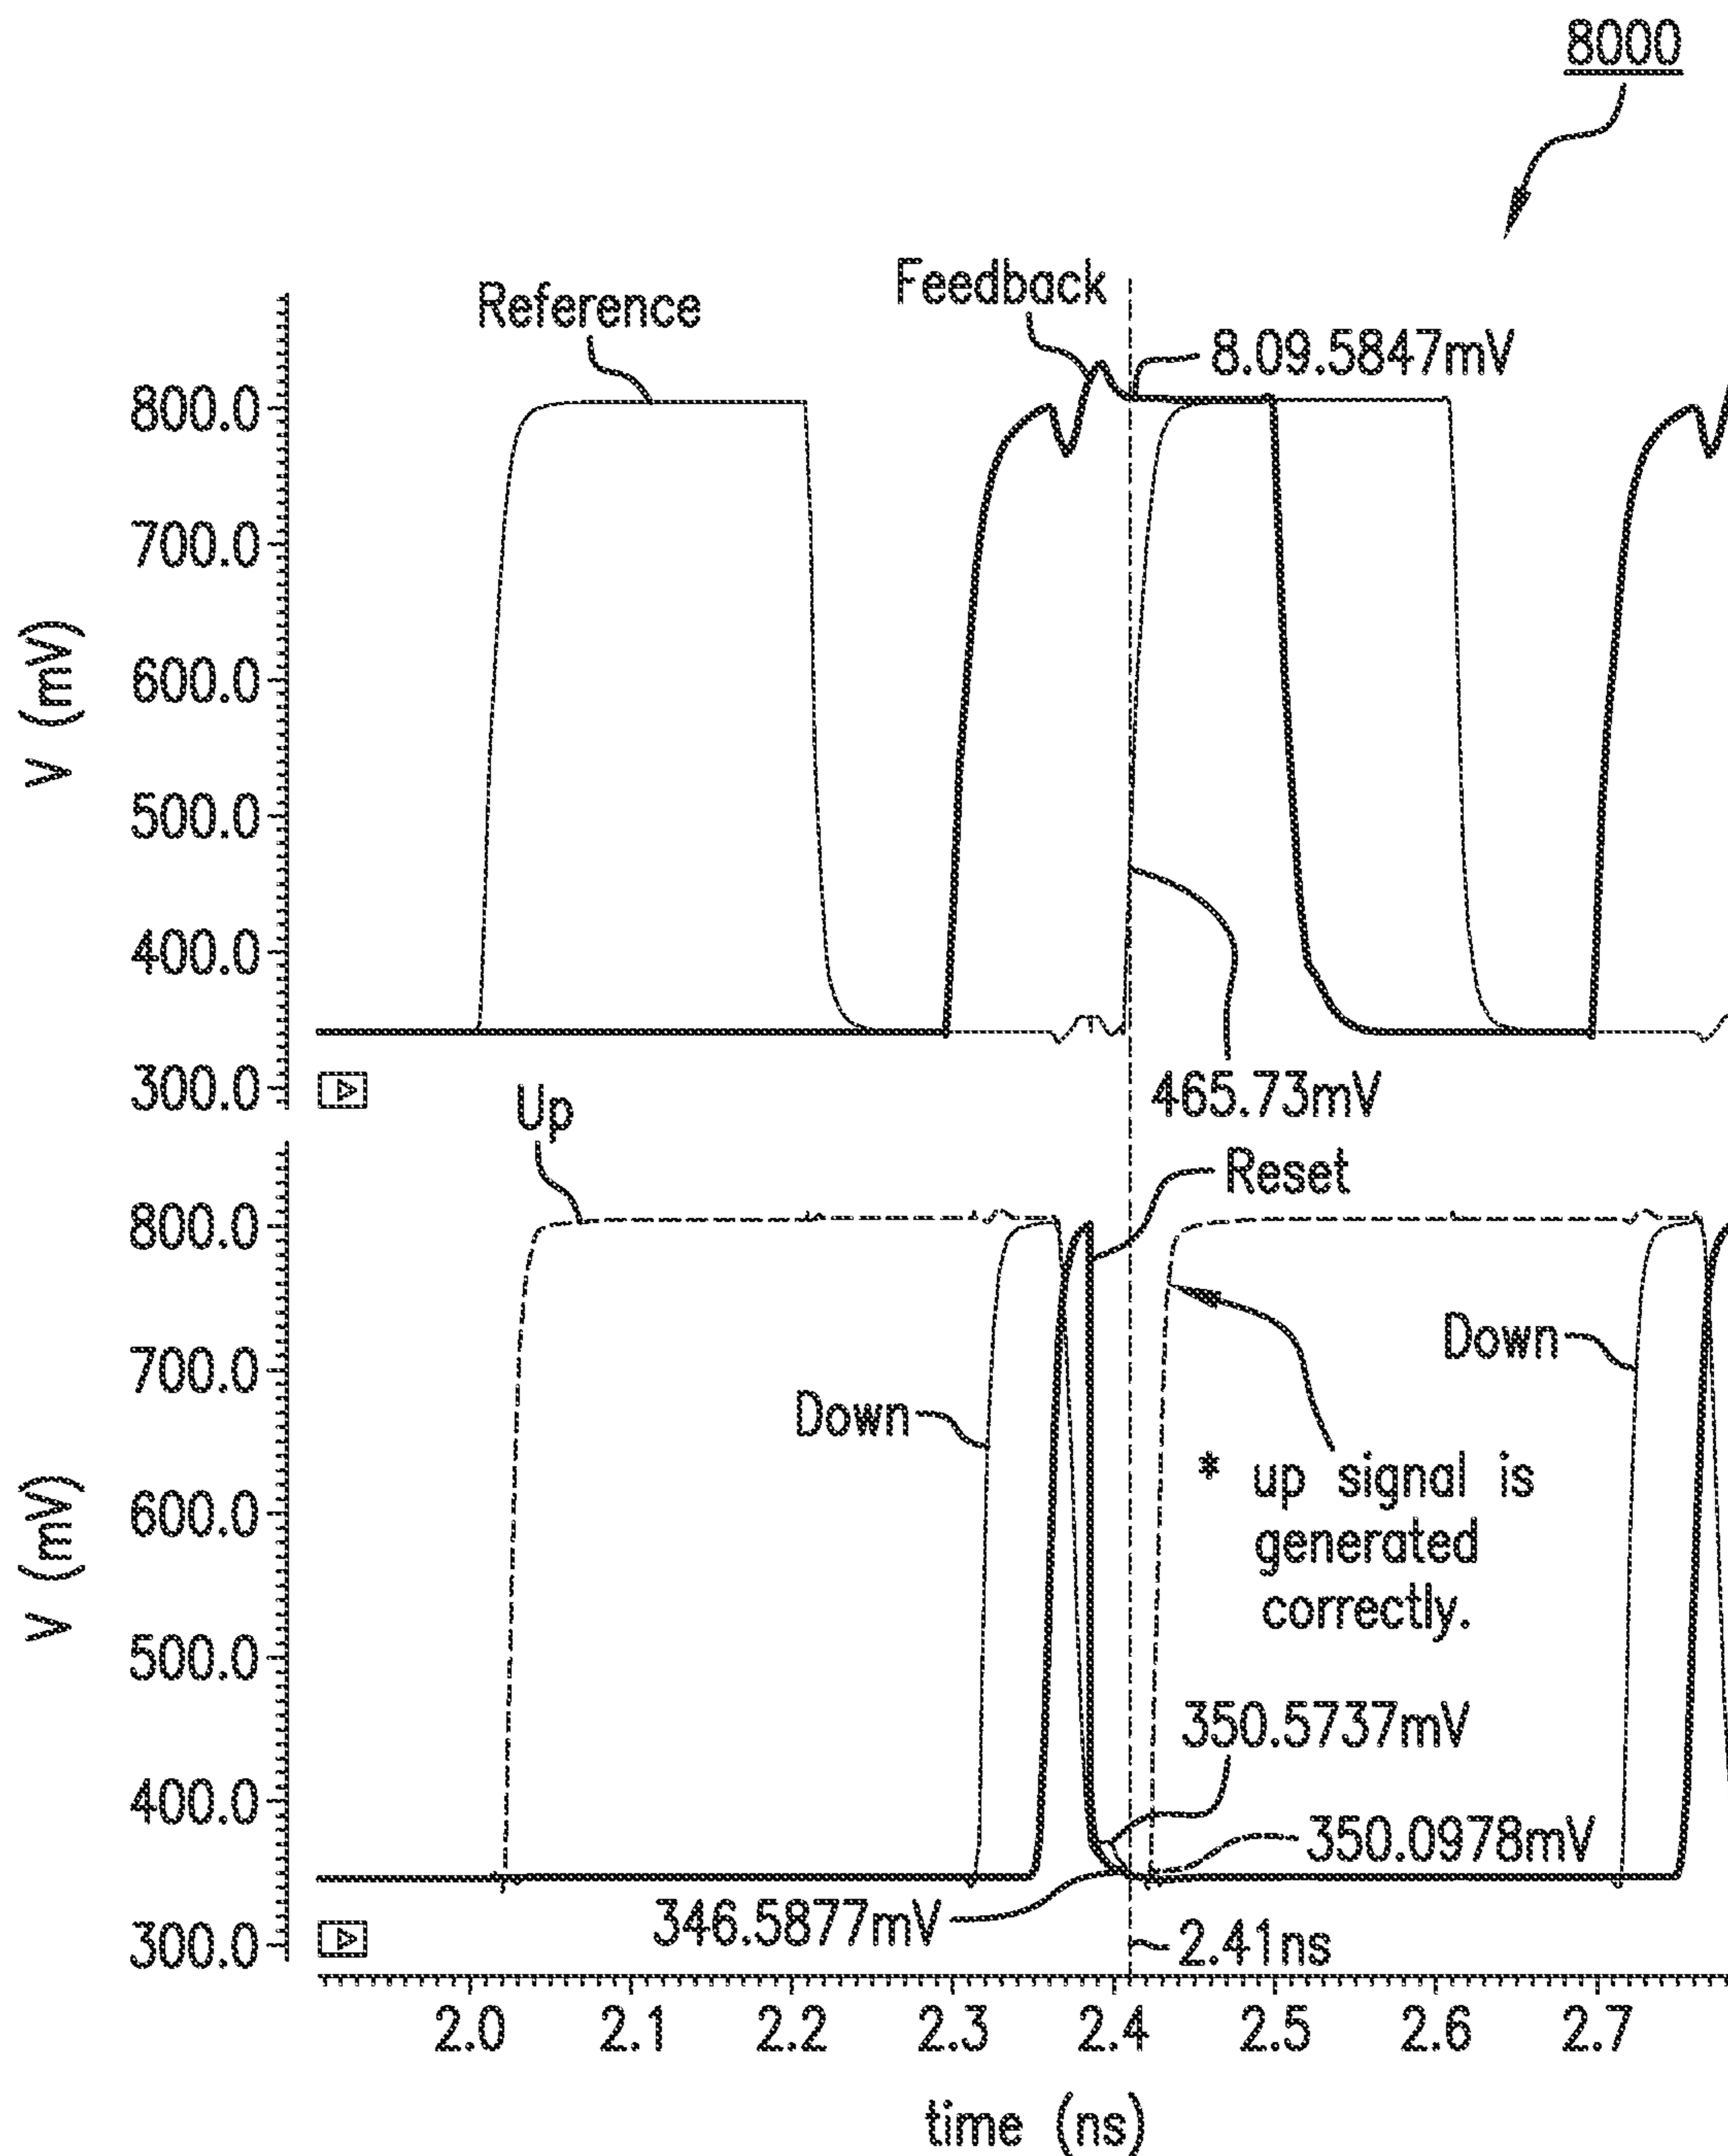 8000
Reference
Feedback
8.09.5847mV
800.0
700.0
600.0
500.0
400.0
300.0
V (mV)
465.73mV
Up
Reset
800.0
700.0
600.0
500.0
400.0
300.0
V (mV)
Down
Down
* up signal is
generated
correctly.
350.5737mV
350.0978mV
346.5877mV
2.41ns
2.0 2.1 2.2 2.3 2.4 2.5 2.6 2.7
time (ns)